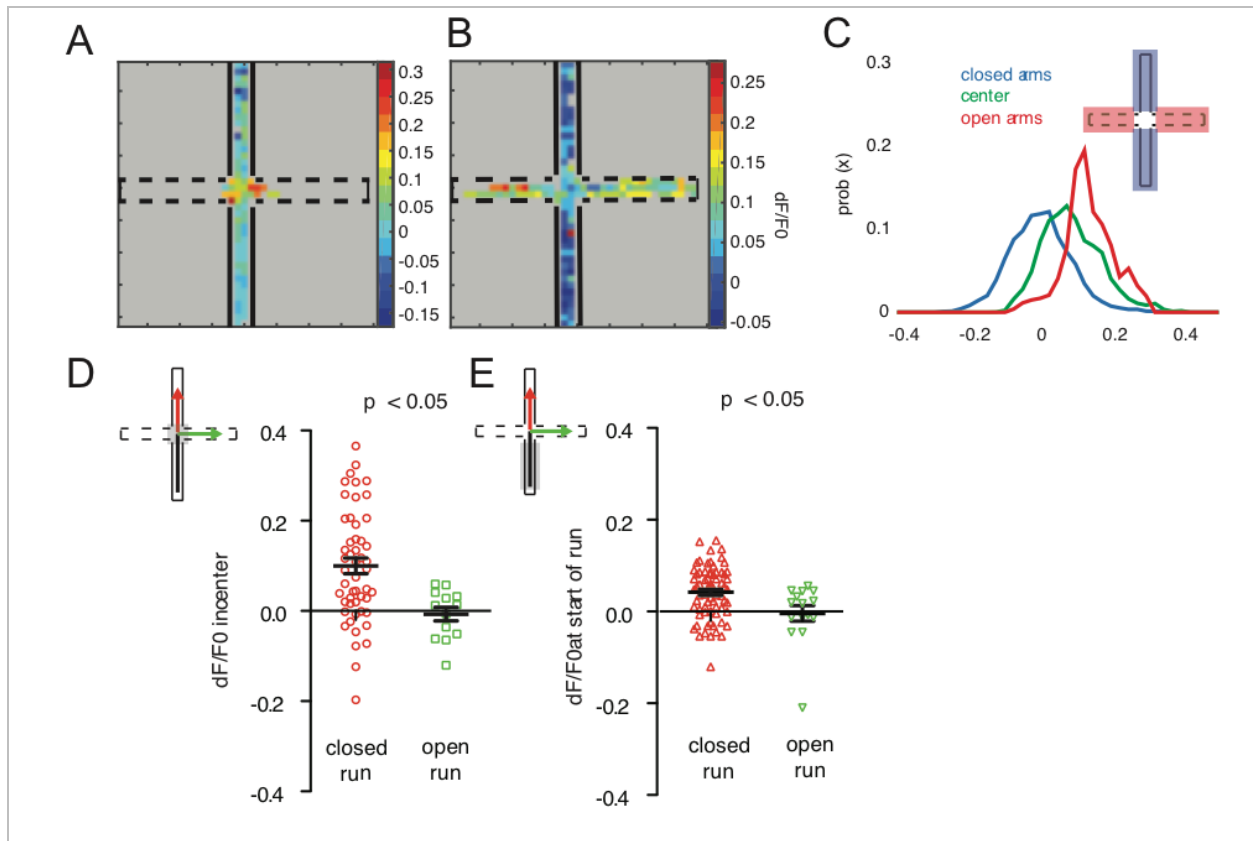 A
B
C
0.3
0.25
0.2
0.15
0.1
0.05
0
-0.05
-0.1
-0.15
0.25
0.2
0.15
0.1
0.05
0
-0.05
dF/F0
closed arms
center
open arms
prob (x)
0.3
0.2
0.1
0
-0.4
-0.2
0
0.2
0.4
D
p < 0.05
dF/F0 incenter
0.4
0.2
0.0
-0.2
-0.4
closed
run
open
run
E
p < 0.05
dF/F0at start of run
0.4
0.2
0.0
-0.2
-0.4
closed
run
open
run